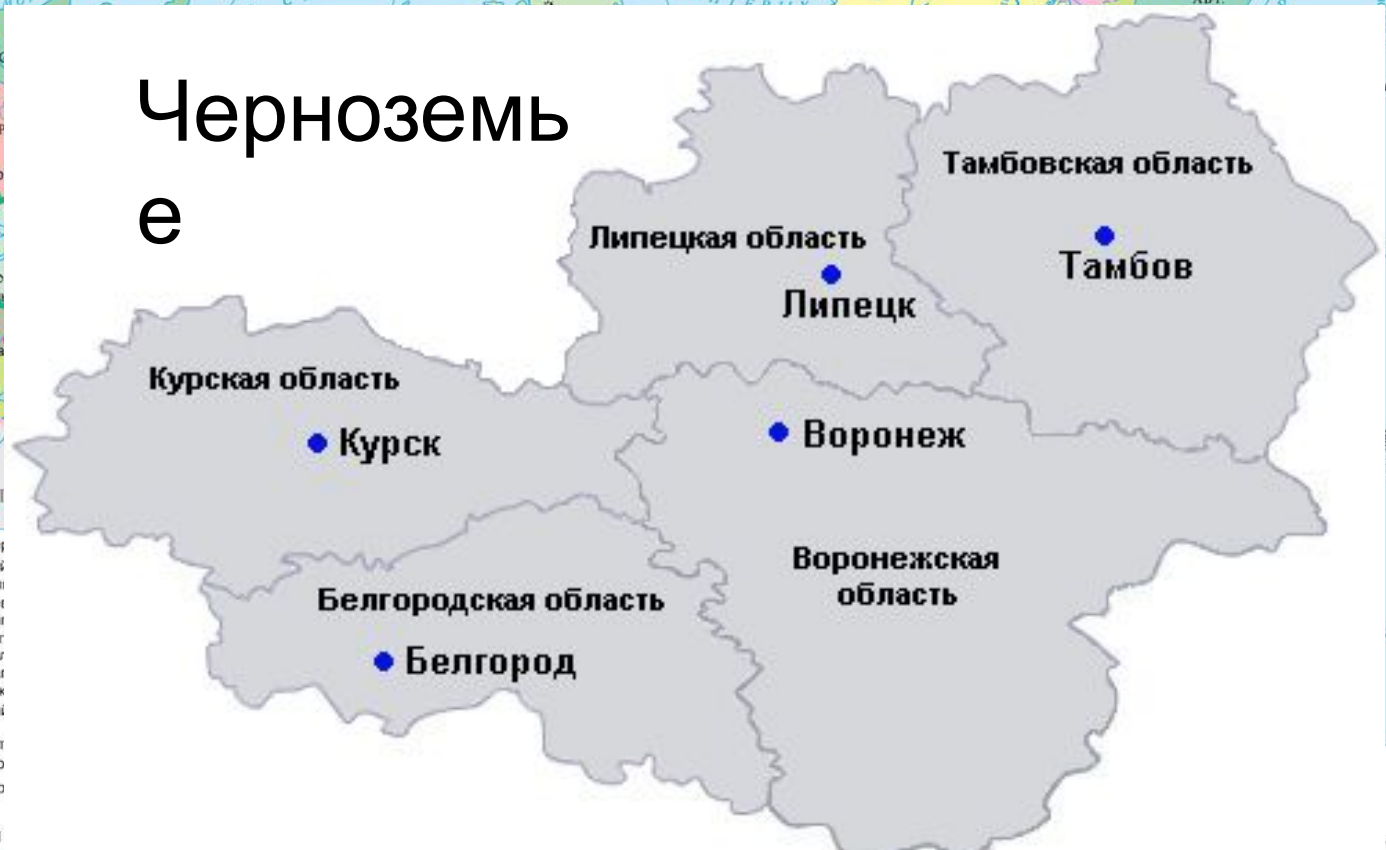 Черноземь
е
Тамбовская область
Тамбов
Липецкая область
Липецк
Курская область
Курск
Воронеж
Воронежская
область
Белгородская область
Белгород